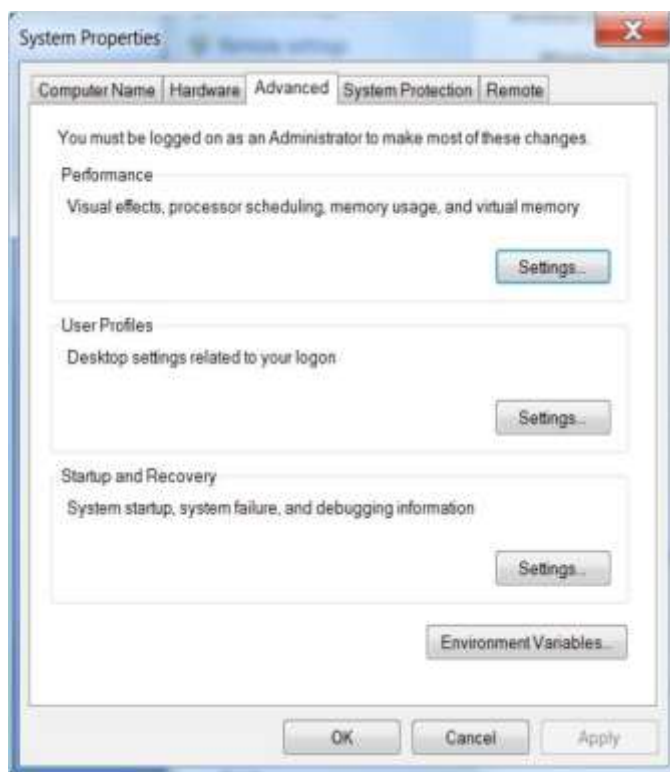 System Properties
Remote settings
Computer Name Hardware Advanced System Protection Remote
You must be logged on as an Administrator to make most of these changes.
Performance
Visual effects, processor scheduling, memory usage, and virtual memory
Settings...
User Profiles
Desktop settings related to your logon
Settings...
Startup and Recovery
System startup, system failure, and debugging information
Settings...
Environment Variables...
OK Cancel Apply